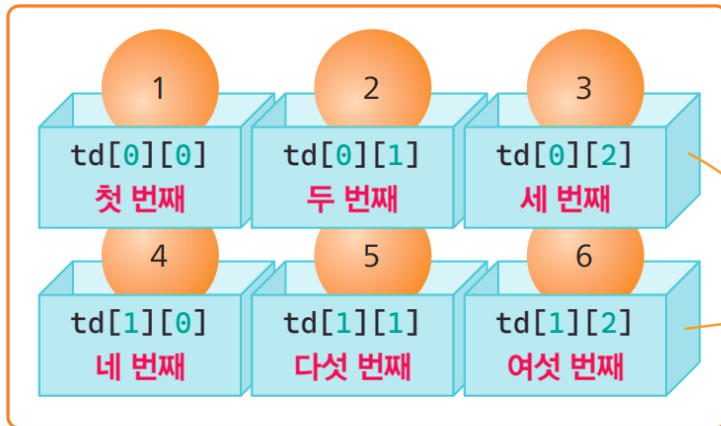 1 2 3
td[0][0] td[0][1] td[0][2]
첫 번째 두 번째 세 번째
4 5 6
td[1][0] td[1][1] td[1][2]
네 번째 다섯 번째 여섯 번째